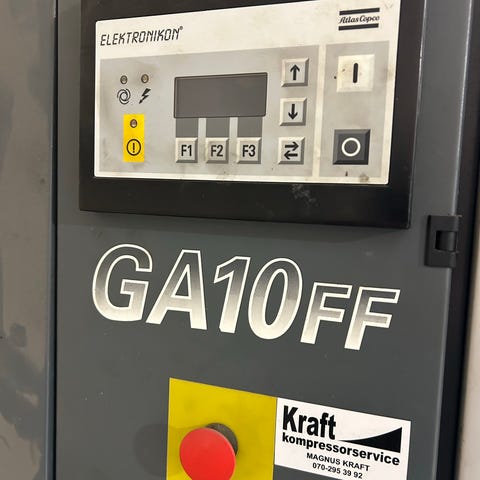 ELEKTRONIKON®
Atlas Copco
F1 F2 F3
GA10FF
Kraft
kompressorservice
MAGNUS KRAFT
070-295 39 92